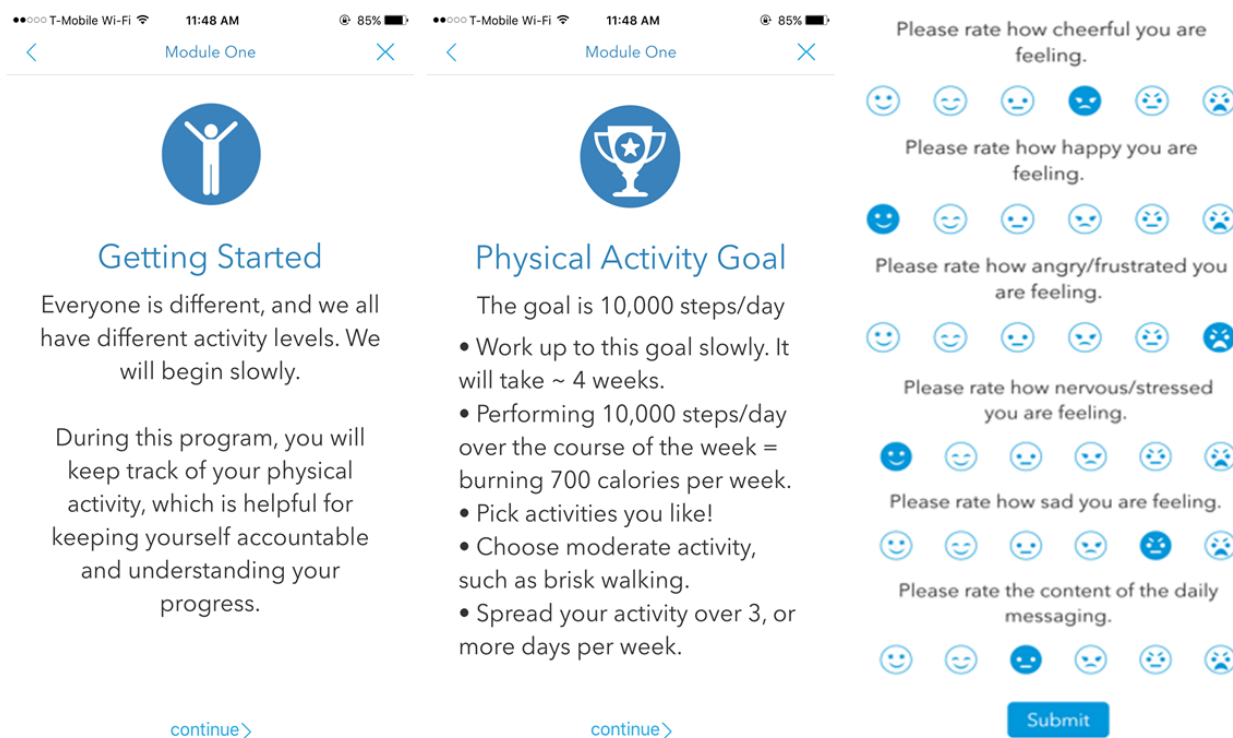 ●●○○○ T-Mobile Wi-Fi 11:48 AM 85%
Module One
Getting Started
Everyone is different, and we all
have different activity levels. We
will begin slowly.
During this program, you will
keep track of your physical
activity, which is helpful for
keeping yourself accountable
and understanding your
progress.
continue
●●○○○ T-Mobile Wi-Fi 11:48 AM 85%
Module One
Physical Activity Goal
The goal is 10,000 steps/day
• Work up to this goal slowly. It
will take ~ 4 weeks.
• Performing 10,000 steps/day
over the course of the week =
burning 700 calories per week.
• Pick activities you like!
• Choose moderate activity,
such as brisk walking.
• Spread your activity over 3, or
more days per week.
continue
Please rate how cheerful you are
feeling.
Please rate how happy you are
feeling.
Please rate how angry/frustrated you
are feeling.
Please rate how nervous/stressed
you are feeling.
Please rate how sad you are feeling.
Please rate the content of the daily
messaging.
Submit